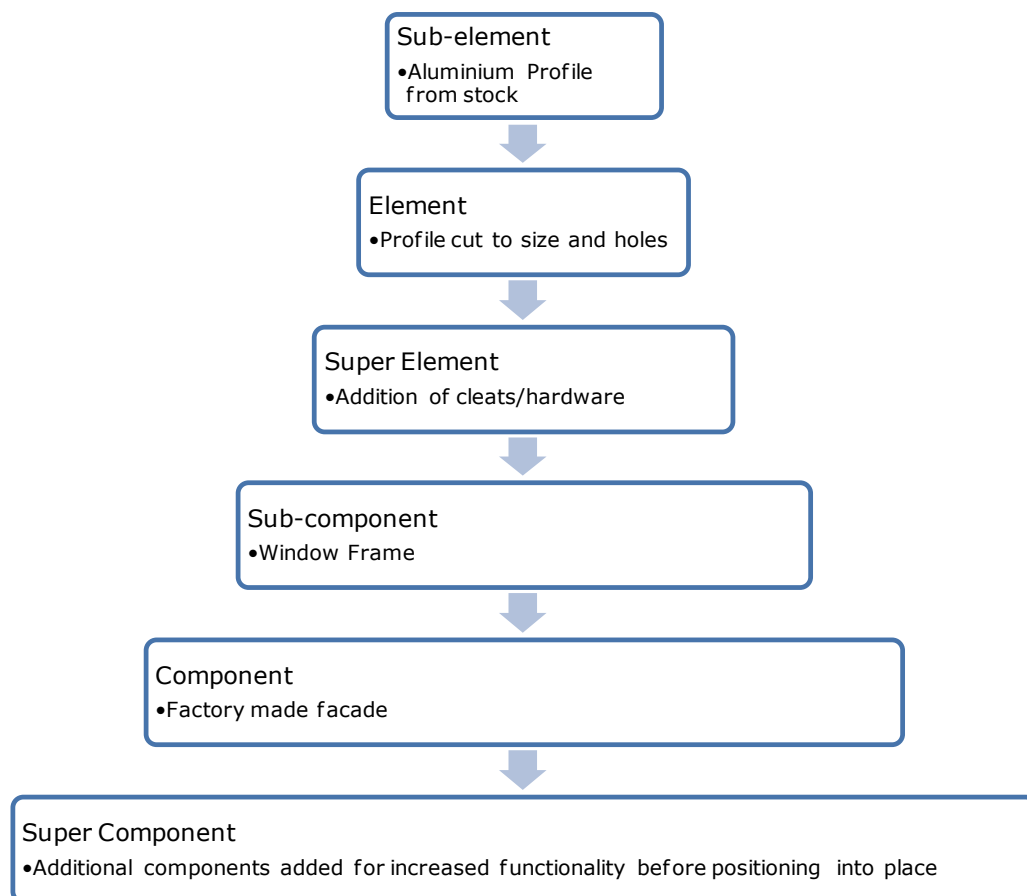 Sub-element
•Aluminium Profile
from stock
Element
•Profile cut to size and holes
Super Element
•Addition of cleats/hardware
Sub-component
•Window Frame
Component
•Factory made facade
Super Component
•Additional components added for increased functionality before positioning into place